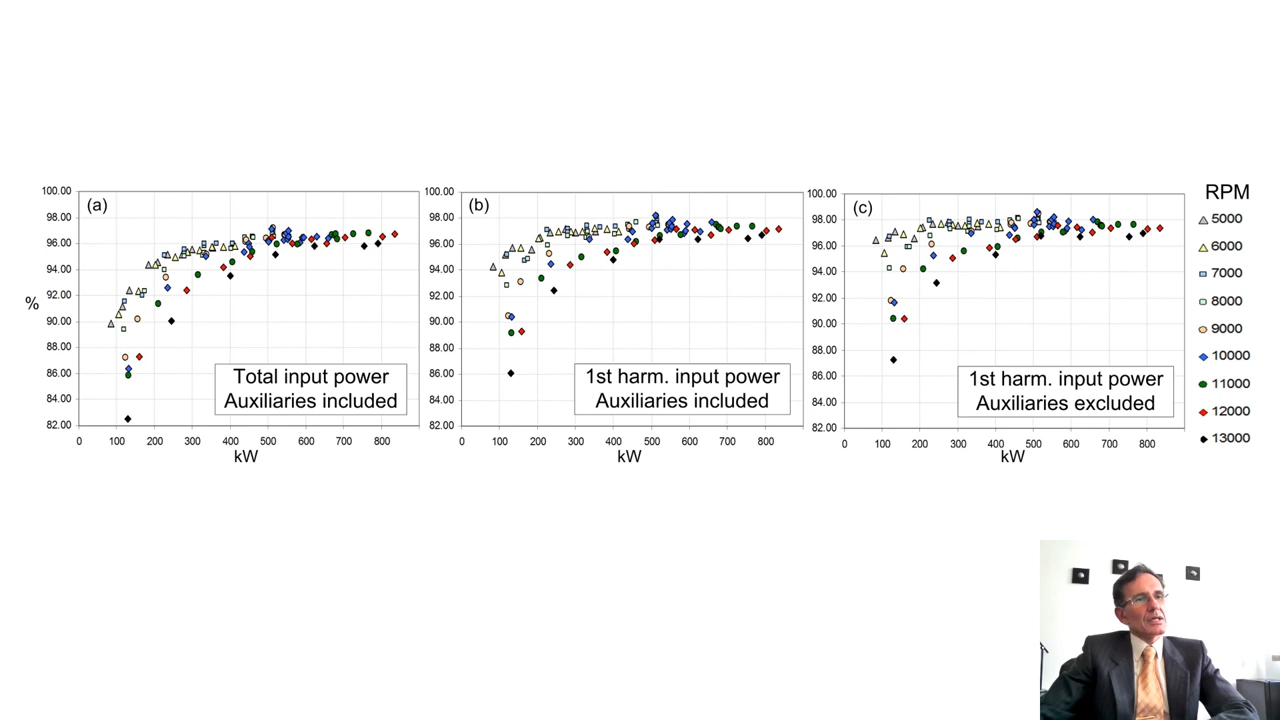 (a)
100.00
98.00
96.00
94.00
92.00
90.00
88.00
86.00
84.00
82.00
%
0 100 200 300 400 500 600 700 800
kW
Total input power
Auxiliaries included
(b)
100.00
98.00
96.00
94.00
92.00
90.00
88.00
86.00
84.00
82.00
0 100 200 300 400 500 600 700 800
kW
1st harm. input power
Auxiliaries included
(c)
100.00
98.00
96.00
94.00
92.00
90.00
88.00
86.00
84.00
82.00
0 100 200 300 400 500 600 700 800
kW
1st harm. input power
Auxiliaries excluded
RPM
5000
6000
7000
8000
9000
10000
11000
12000
13000